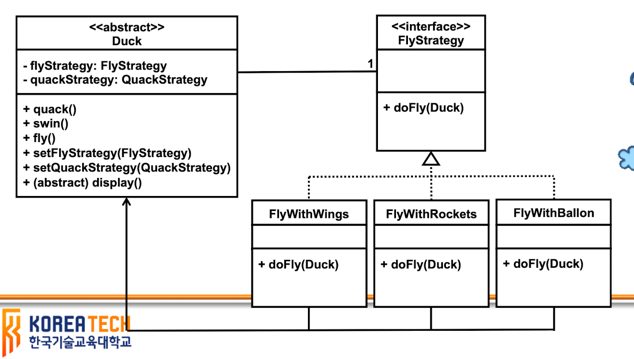 <<abstract>>
Duck
- flyStrategy: FlyStrategy
- quackStrategy: QuackStrategy
+ quack()
+ swin()
+ fly()
+ setFlyStrategy(FlyStrategy)
+ setQuackStrategy(QuackStrategy)
+ (abstract) display()
1
<<interface>>
FlyStrategy
+ doFly(Duck)
FlyWithWings
+ doFly(Duck)
FlyWithRockets
+ doFly(Duck)
FlyWithBallon
+ doFly(Duck)
KOREATECH
한국기술교육대학교